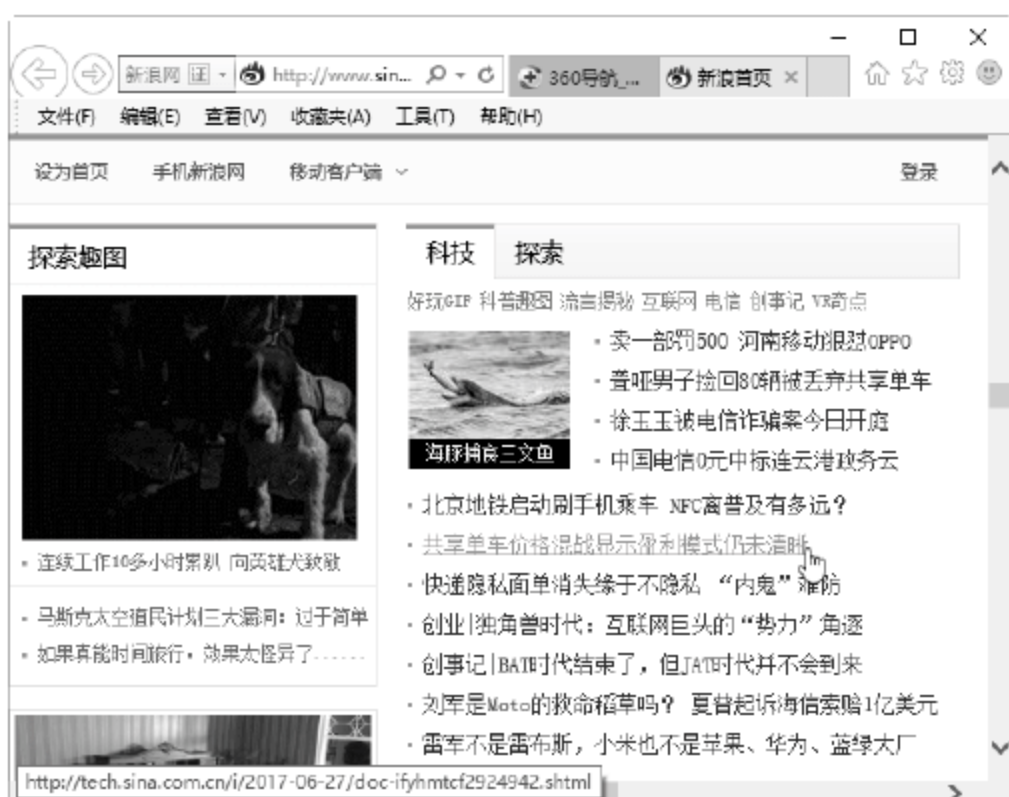 新浪网 证 http://www.sin... 360导航_... 新浪首页
文件(F) 编辑(E) 查看(V) 收藏夹(A) 工具(T) 帮助(H)
设为首页 手机新浪网 移动客户端 登录
探索趣图
连续工作10多小时累趴 向英雄犬致敬
马斯克太空殖民计划三大漏洞：过于简单
如果真能时间旅行，效果太怪异了......
科技 探索
好玩GIF 科普趣图 流言揭秘 互联网 电信 创事记 VR奇点
海豚捕食三文鱼
卖一部罚500 河南移动狠怼OPPO
聋哑男子捡回80辆被丢弃共享单车
徐玉玉被电信诈骗案今日开庭
中国电信0元中标连云港政务云
北京地铁启动刷手机乘车 NFC离普及有多远？
共享单车价格混战显示盈利模式仍未清晰
快递隐私面单消失缘于不隐私 “内鬼”难防
创业|独角兽时代：互联网巨头的“势力”角逐
创事记|BAT时代结束了，但JAT时代并不会到来
刘军是Moto的救命稻草吗？ 夏普起诉海信索赔1亿美元
雷军不是雷布斯，小米也不是苹果、华为、蓝绿大厂
http://tech.sina.com.cn/i/2017-06-27/doc-ifyhmtcf2924942.shtml